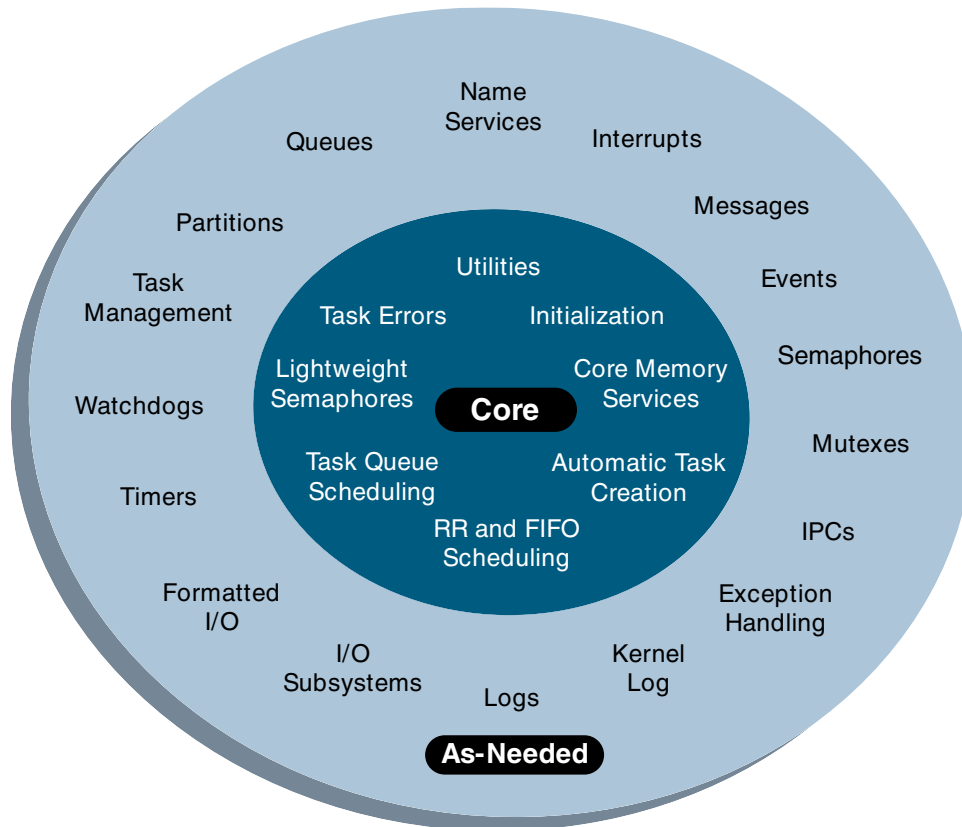 Name
Services
Queues
Interrupts
Messages
Partitions
Utilities
Events
Task
Management
Task Errors
Initialization
Semaphores
Lightweight
Semaphores
Core Memory
Services
Watchdogs
Core
Mutexes
Task Queue
Scheduling
Automatic Task
Creation
Timers
RR and FIFO
Scheduling
IPCs
Formatted
I/O
Exception
Handling
I/O
Subsystems
Kernel
Log
Logs
As-Needed